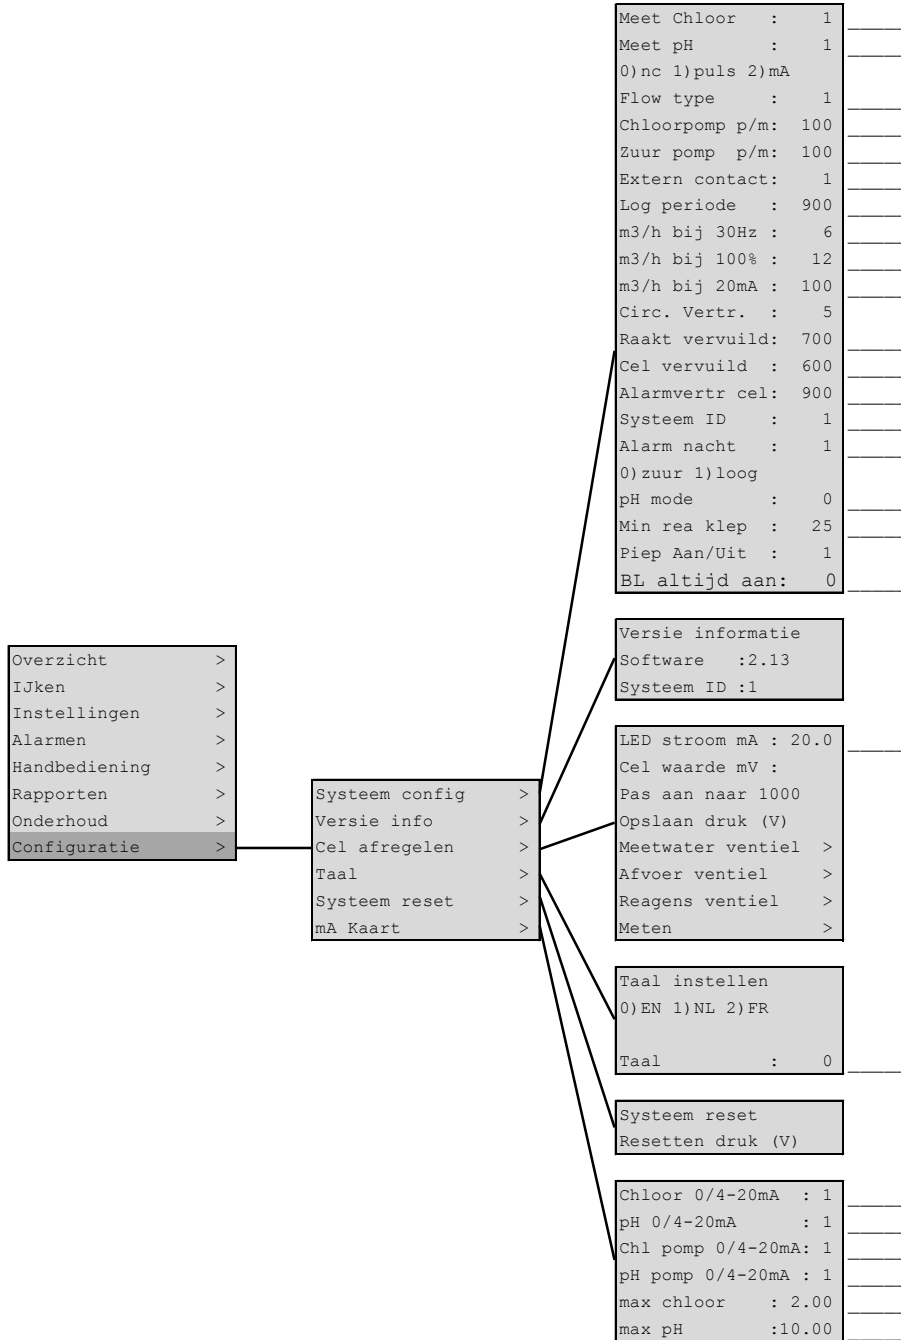 Meet Chloor   :    1
Meet pH       :    1
0)nc 1)puls 2)mA
Flow type     :    1
Chloorpomp p/m:  100
Zuur pomp  p/m:  100
Extern contact:    1
Log periode   :  900
m3/h bij 30Hz :    6
m3/h bij 100% :   12
m3/h bij 20mA :  100
Circ. Vertr.  :    5
Raakt vervuild:  700
Cel vervuild  :  600
Alarmvertr cel:  900
Systeem ID    :    1
Alarm nacht   :    1
0)zuur 1)loog
pH mode       :    0
Min rea klep  :   25
Piep Aan/Uit  :    1
BL altijd aan:   0
Versie informatie
Software   :2.13
Systeem ID :1
Overzicht >
IJken >
Instellingen >
Alarmen >
Handbediening >
Rapporten >
Onderhoud >
Configuratie >
Systeem config >
Versie info >
Cel afregelen >
Taal >
Systeem reset >
mA Kaart >
LED stroom mA : 20.0
Cel waarde mV :
Pas aan naar 1000
Opslaan druk (V)
Meetwater ventiel >
Afvoer ventiel >
Reagens ventiel >
Meten >
Taal instellen
0)EN 1)NL 2)FR
Taal          :    0
Systeem reset
Resetten druk (V)
Chloor 0/4-20mA  : 1
pH 0/4-20mA      : 1
Chl pomp 0/4-20mA: 1
pH pomp 0/4-20mA : 1
max chloor    : 2.00
max pH        :10.00